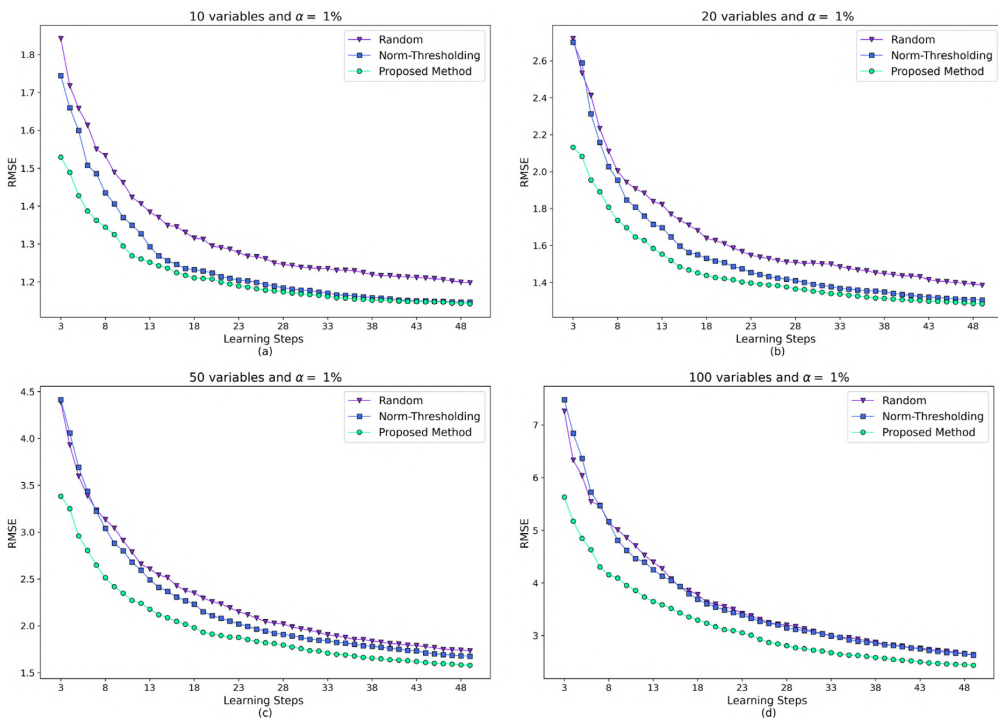 10 variables and α = 1%
RMSE
1.8
1.7
1.6
1.5
1.4
1.3
1.2
Random
Norm-Thresholding
Proposed Method
3 8 13 18 23 28 33 38 43 48
Learning Steps
(a)
20 variables and α = 1%
RMSE
2.6
2.4
2.2
2.0
1.8
1.6
1.4
Random
Norm-Thresholding
Proposed Method
3 8 13 18 23 28 33 38 43 48
Learning Steps
(b)
50 variables and α = 1%
RMSE
4.5
4.0
3.5
3.0
2.5
2.0
1.5
Random
Norm-Thresholding
Proposed Method
3 8 13 18 23 28 33 38 43 48
Learning Steps
(c)
100 variables and α = 1%
RMSE
7
6
5
4
3
Random
Norm-Thresholding
Proposed Method
3 8 13 18 23 28 33 38 43 48
Learning Steps
(d)